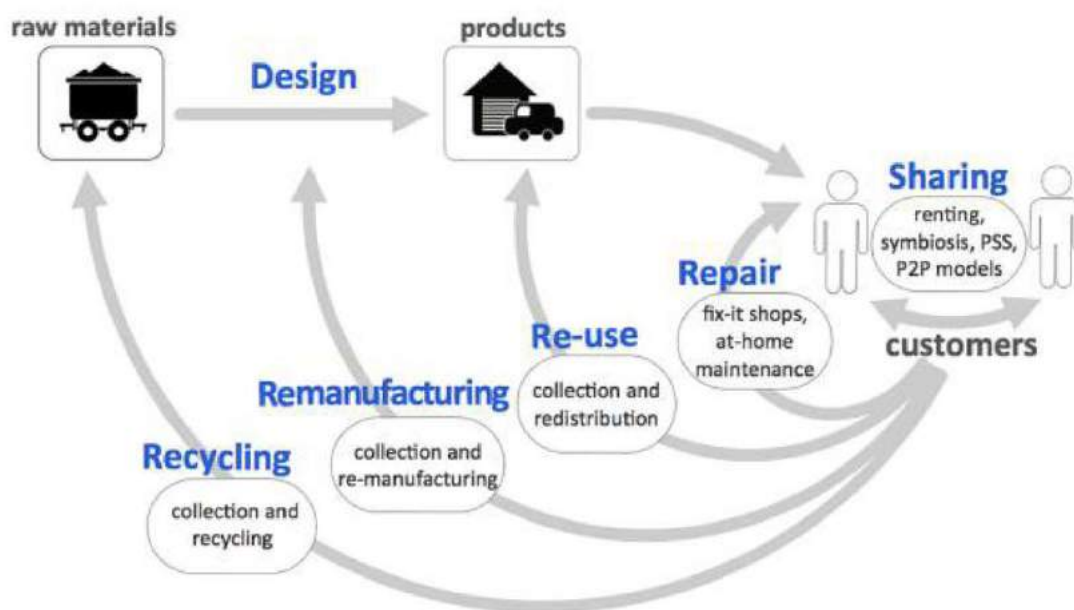 raw materials
products
Design
Sharing
renting,
symbiosis, PSS,
P2P models
customers
Repair
fix-it shops,
at-home
maintenance
Re-use
collection and
redistribution
Remanufacturing
collection and
re-manufacturing
Recycling
collection and
recycling